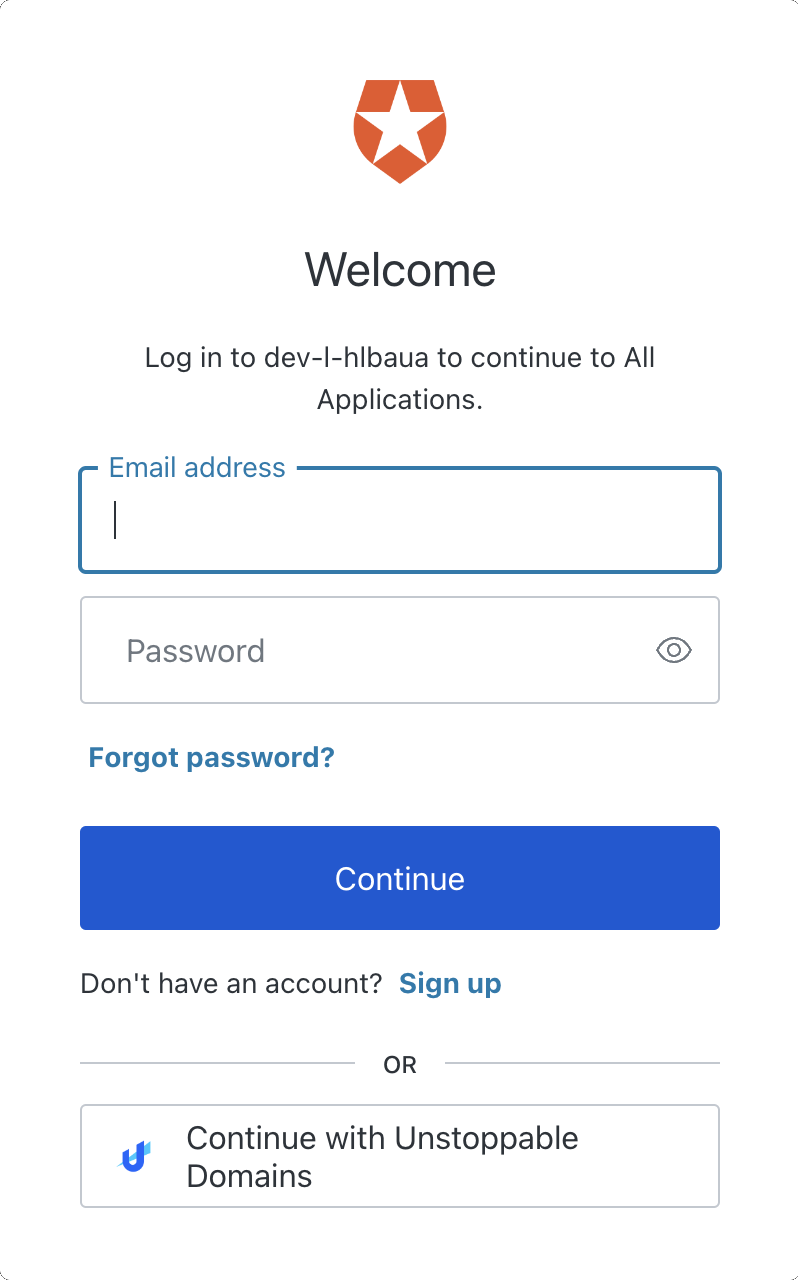 Welcome
Log in to dev-l-hlbaua to continue to All
Applications.
Email address
Password
Forgot password?
Continue
Don't have an account? Sign up
OR
Continue with Unstoppable
Domains